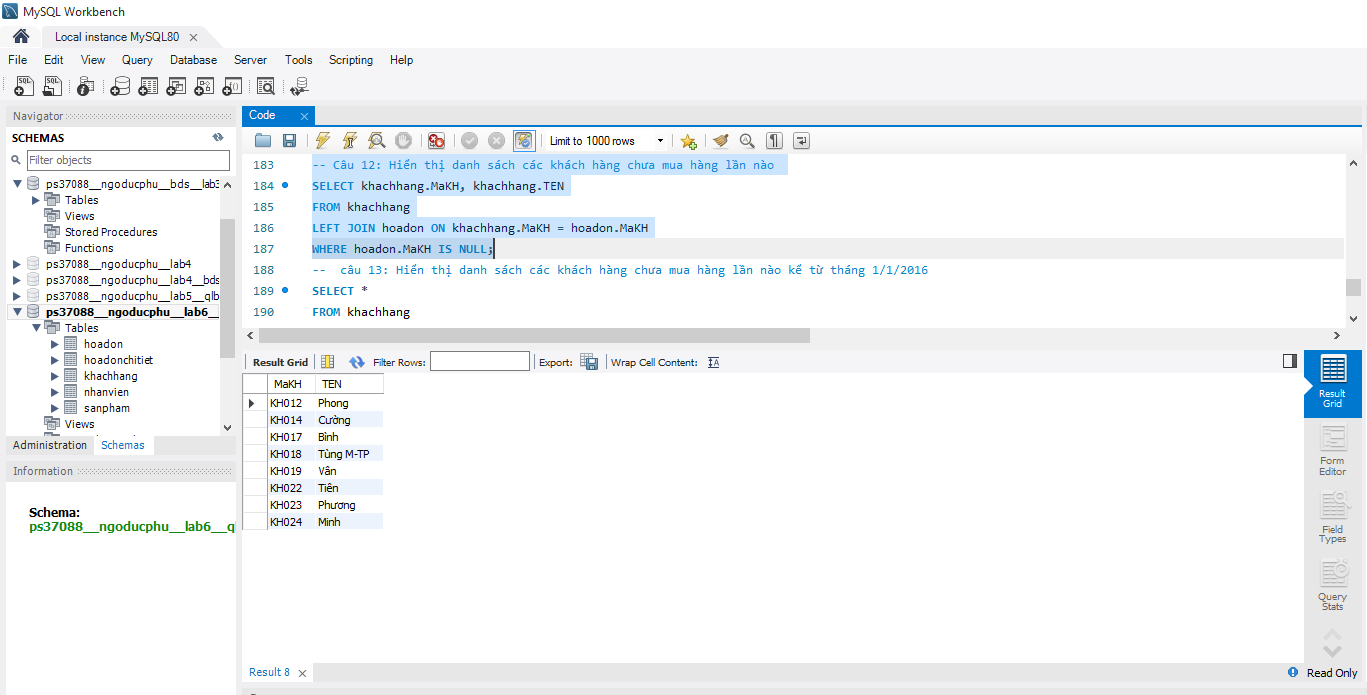 MySQL Workbench
Local instance MySQL80
File Edit View Query Database Server Tools Scripting Help
Navigator
SCHEMAS
Filter objects
ps37088__ngoducphu__bds__lab3
Tables
Views
Stored Procedures
Functions
ps37088__ngoducphu__lab4
ps37088__ngoducphu__lab4__bds
ps37088__ngoducphu__lab5__qlb
ps37088__ngoducphu__lab6__
Tables
hoadon
hoadonchitiet
khachhang
nhanvien
sanpham
Views
Administration Schemas
Information
Schema:
ps37088__ngoducphu__lab6__q
Code
Limit to 1000 rows
183 -- Câu 12: Hiển thị danh sách các khách hàng chưa mua hàng lần nào
184 SELECT khachhang.MaKH, khachhang.TEN
185 FROM khachhang
186 LEFT JOIN hoadon ON khachhang.MaKH = hoadon.MaKH
187 WHERE hoadon.MaKH IS NULL;
188 -- câu 13: Hiển thị danh sách các khách hàng chưa mua hàng lần nào kể từ tháng 1/1/2016
189 SELECT *
190 FROM khachhang
Result Grid Filter Rows: Export: Wrap Cell Content:
MaKH TEN
KH012 Phong
KH014 Cường
KH017 Bình
KH018 Tùng M-TP
KH019 Vân
KH022 Tiên
KH023 Phương
KH024 Minh
Result
Grid
Form
Editor
Field
Types
Query
Stats
Result 8
Read Only